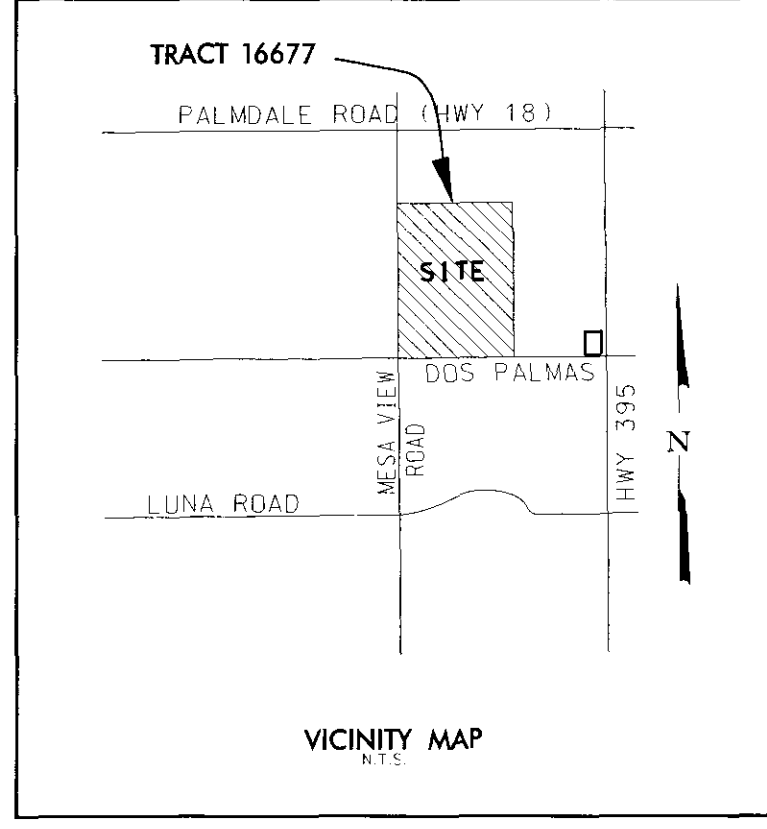 TRACT 16677
PALMDALE ROAD (HWY 18)
SITE
DOS PALMAS
MESA VIEW
ROAD
HWY 395
N
LUNA ROAD
VICINITY MAP
N.T.S.